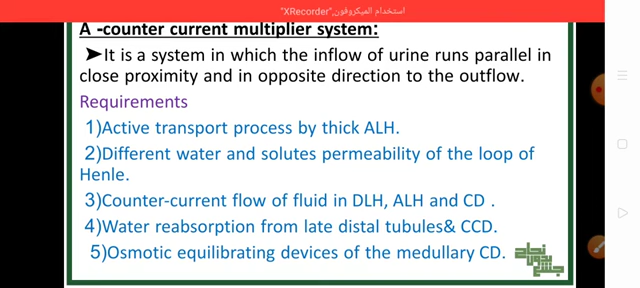 استخدام الميكروفون,"XRecorder"
A -counter current multiplier system:
➤It is a system in which the inflow of urine runs parallel in
close proximity and in opposite direction to the outflow.
Requirements
1)Active transport process by thick ALH.
2)Different water and solutes permeability of the loop of
Henle.
3)Counter-current flow of fluid in DLH, ALH and CD .
4)Water reabsorption from late distal tubules& CCD.
5)Osmotic equilibrating devices of the medullary CD.